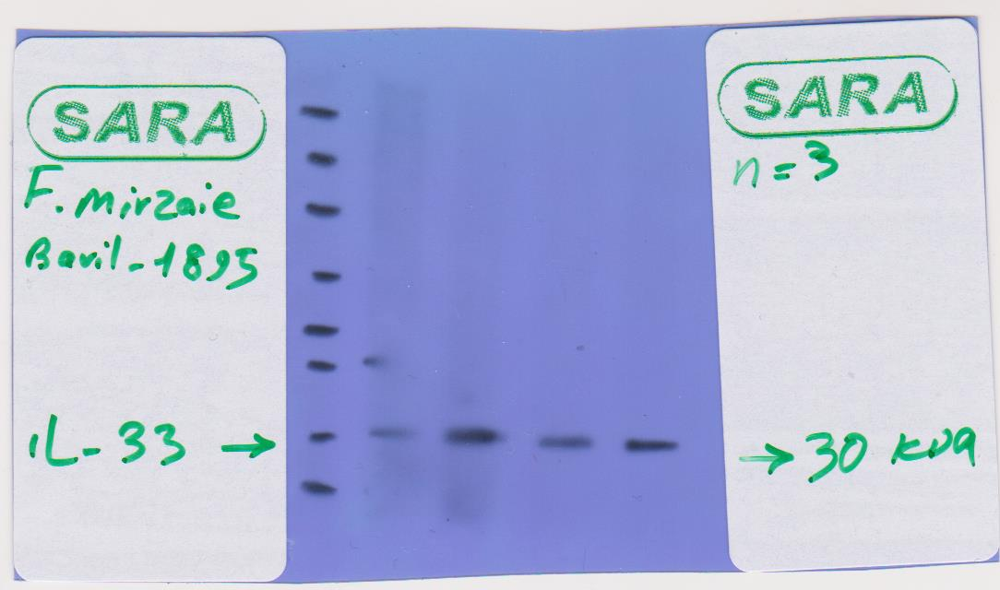 SARA
F. Mirzaie
Bavil-1895
IL-33 →
SARA
n=3
→ 30 KDa